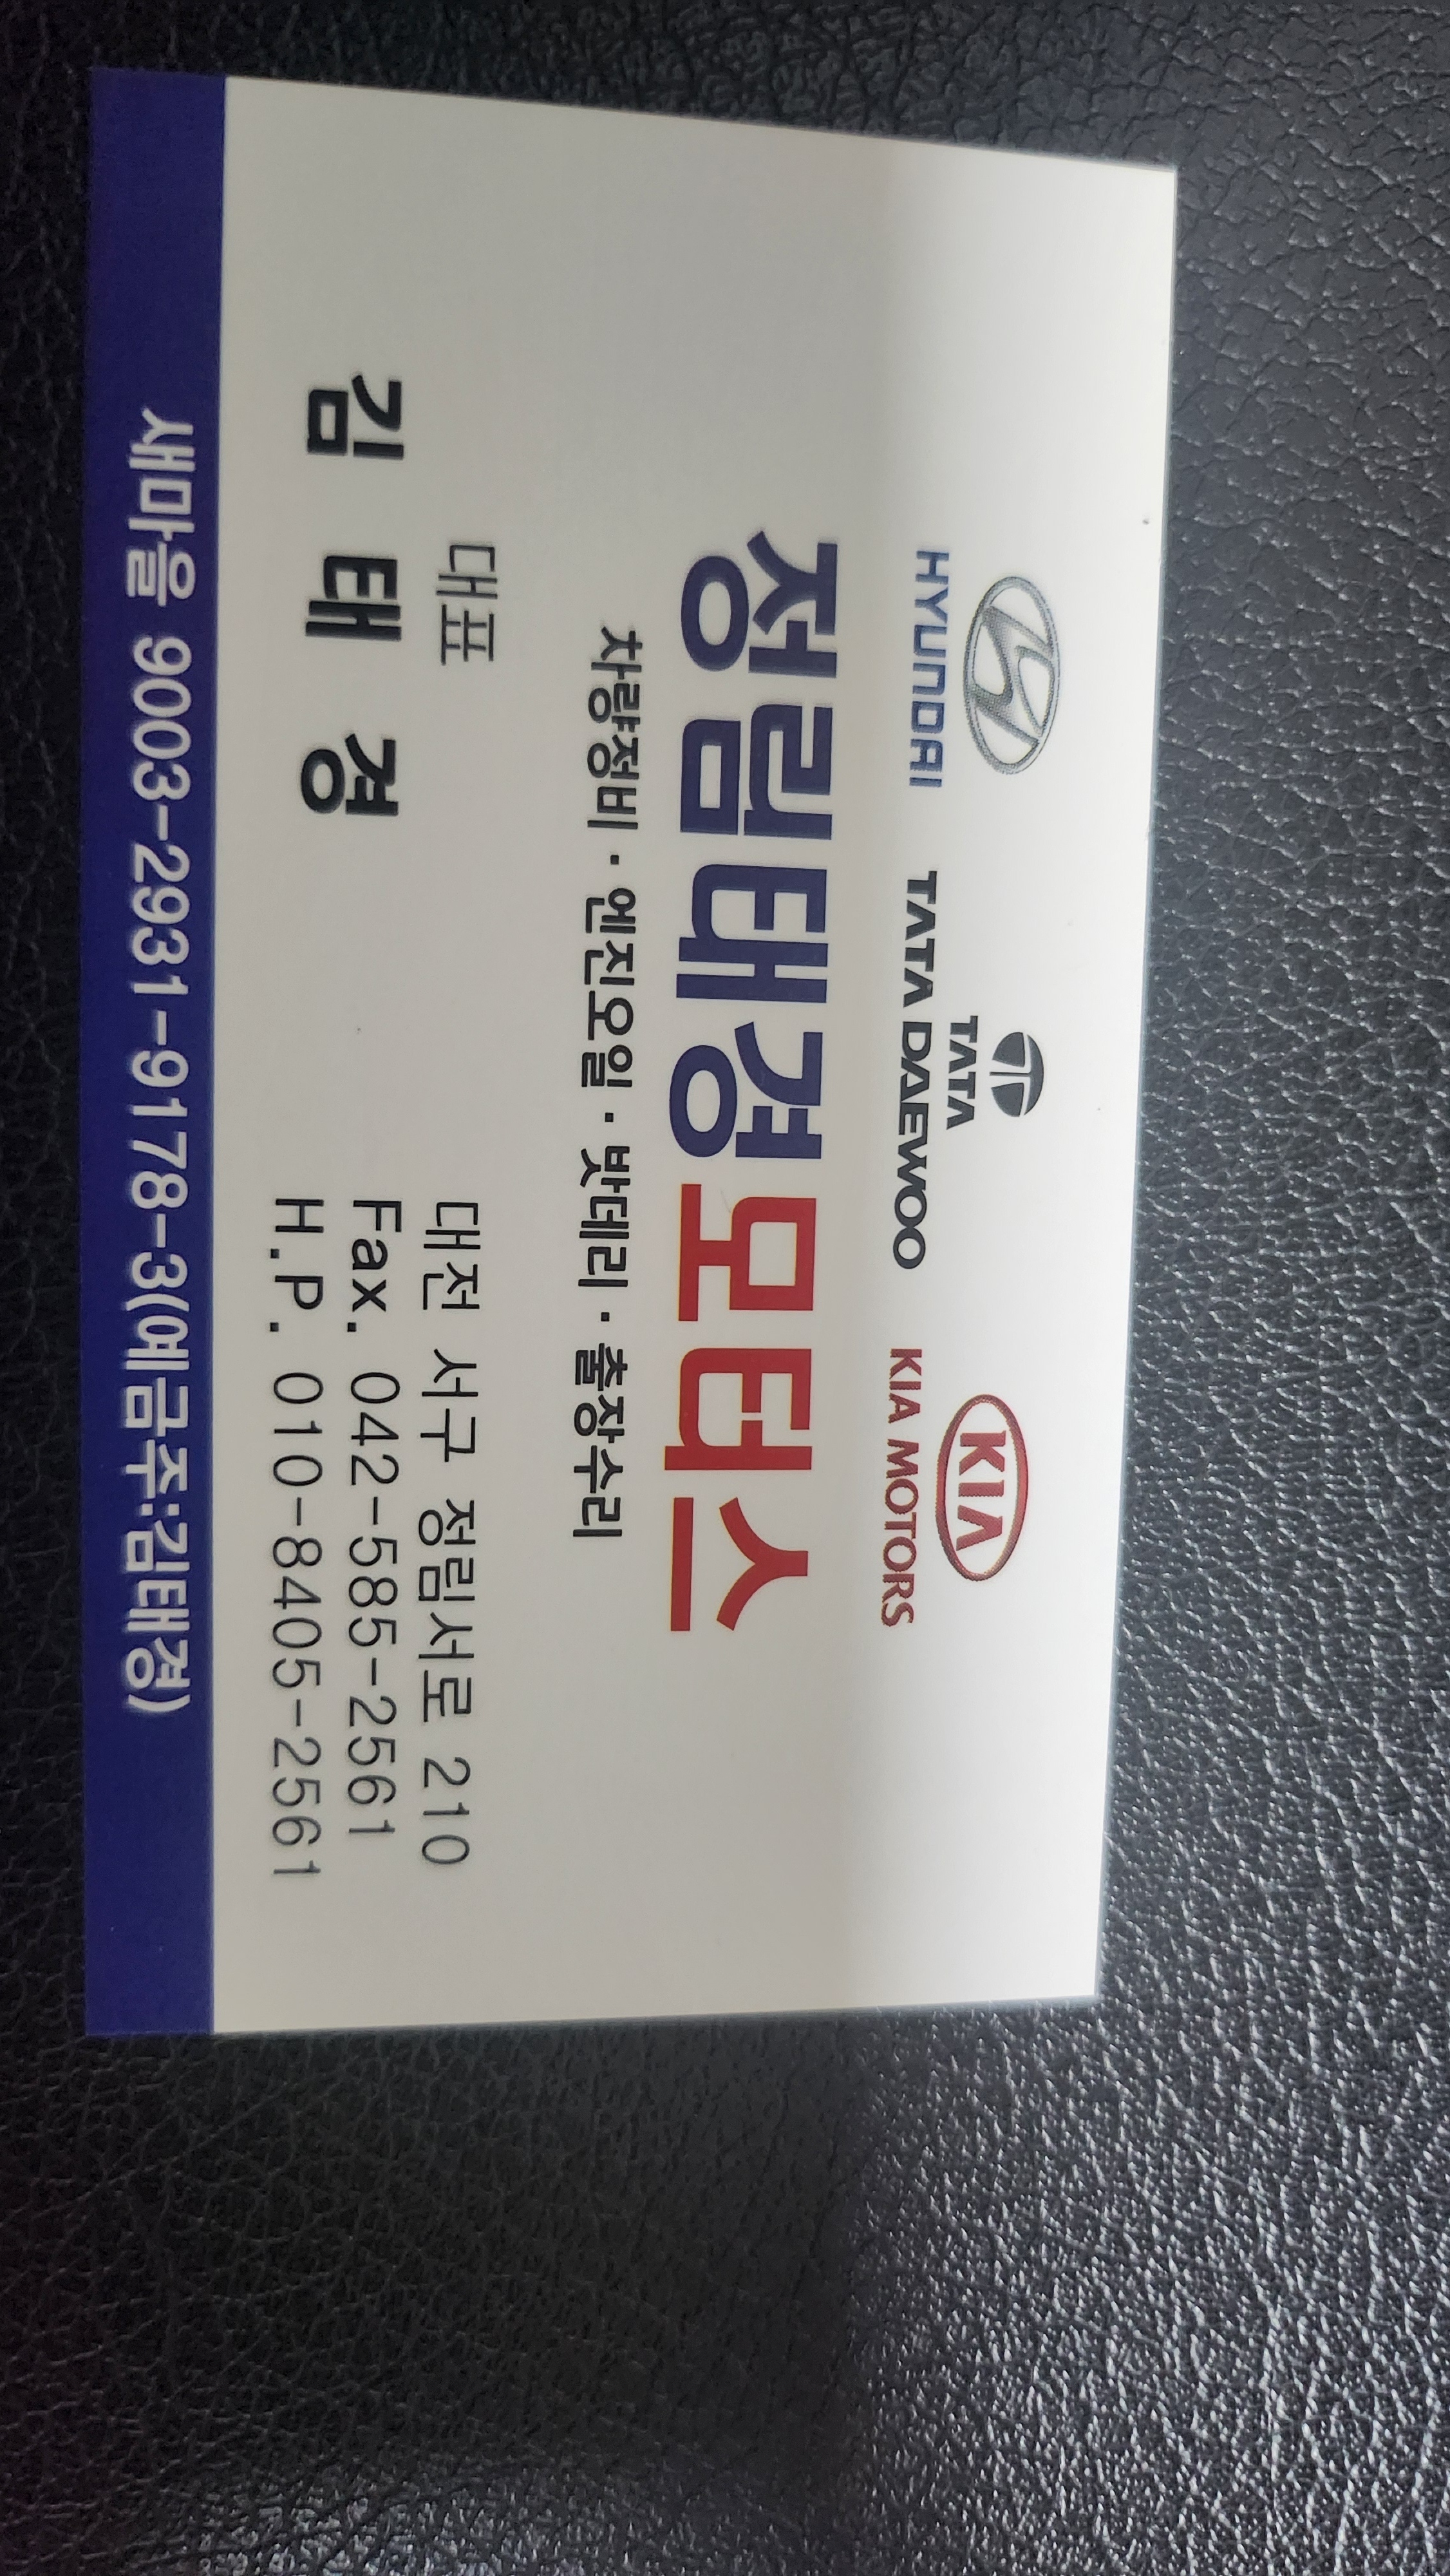 HYUNDAI
TATA
TATA DAEWOO
KIA
KIA MOTORS
정림태경모터스
차량정비 · 엔진오일 · 밧데리 · 출장수리
대표
김 태 경
대전 서구 정림서로 210
Fax. 042-585-2561
H.P. 010-8405-2561
새마을 9003-2931-9178-3(예금주:김태경)